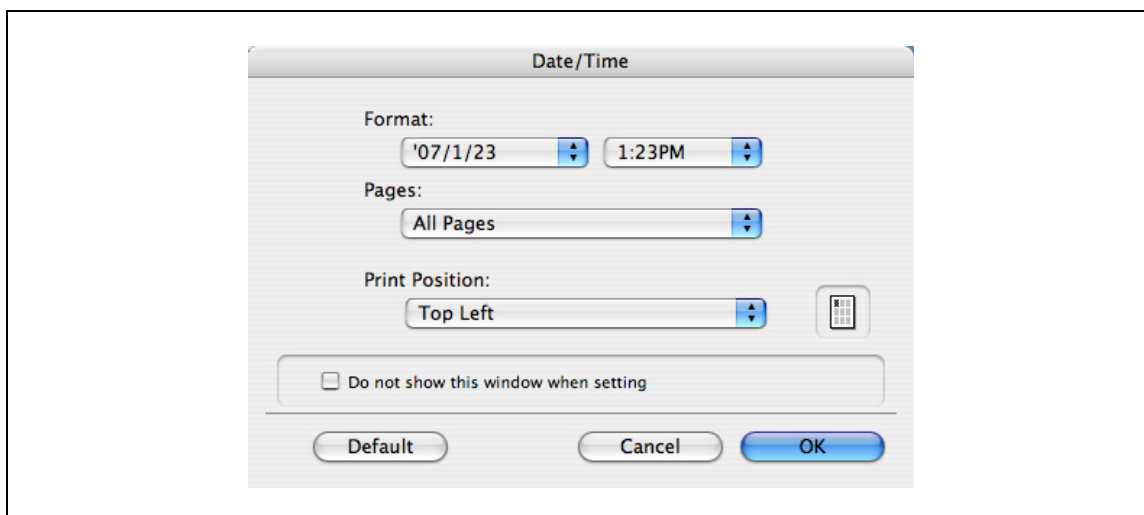 Date/Time
Format:
'07/1/23 1:23PM
Pages:
All Pages
Print Position:
Top Left
Do not show this window when setting
Default Cancel OK